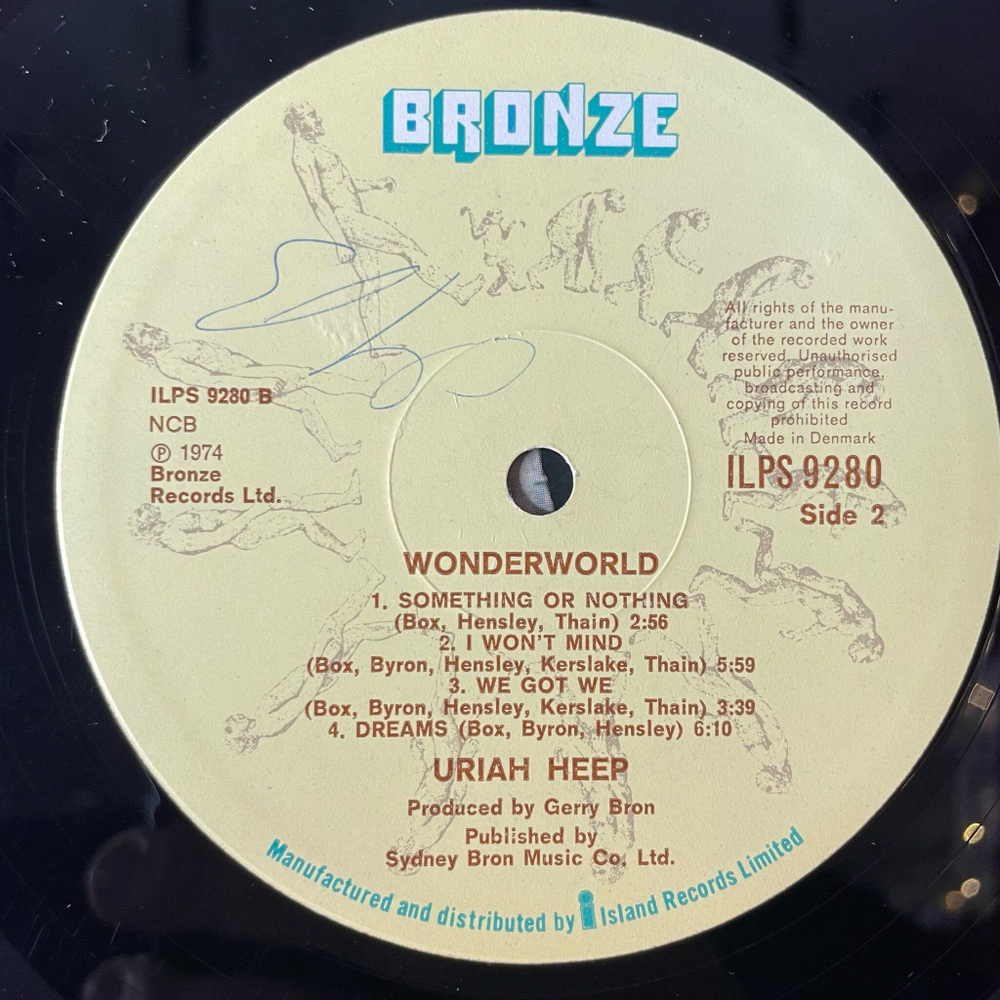 BRONZE
All rights of the manu-
facturer and the owner
of the recorded work
reserved. Unauthorised
public performance,
broadcasting and
copying of this record
prohibited
Made in Denmark
ILPS 9280
Side 2
ILPS 9280 B
NCB
℗ 1974
Bronze
Records Ltd.
WONDERWORLD
1. SOMETHING OR NOTHING
(Box, Hensley, Thain) 2:56
2. I WON'T MIND
(Box, Byron, Hensley, Kerslake, Thain) 5:59
3. WE GOT WE
(Box, Byron, Hensley, Kerslake, Thain) 3:39
4. DREAMS (Box, Byron, Hensley) 6:10
URIAH HEEP
Produced by Gerry Bron
Published by
Sydney Bron Music Co. Ltd.
Manufactured and distributed by i Island Records Limited